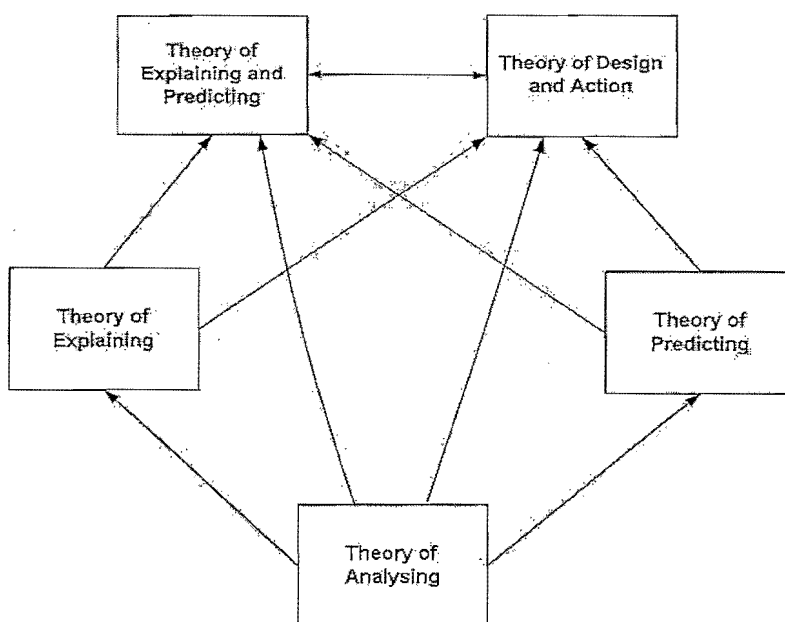 Theory of
Explaining and
Predicting
Theory of Design
and Action
Theory of
Explaining
Theory of
Predicting
Theory of
Analysing